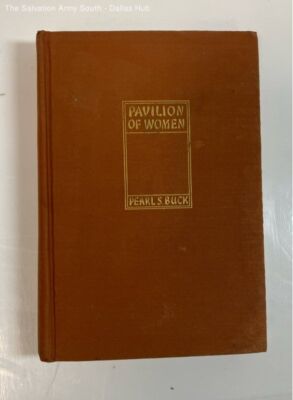 The Salvation Army South - Dallas Hub
PAVILION
OF WOMEN
PEARL S. BUCK